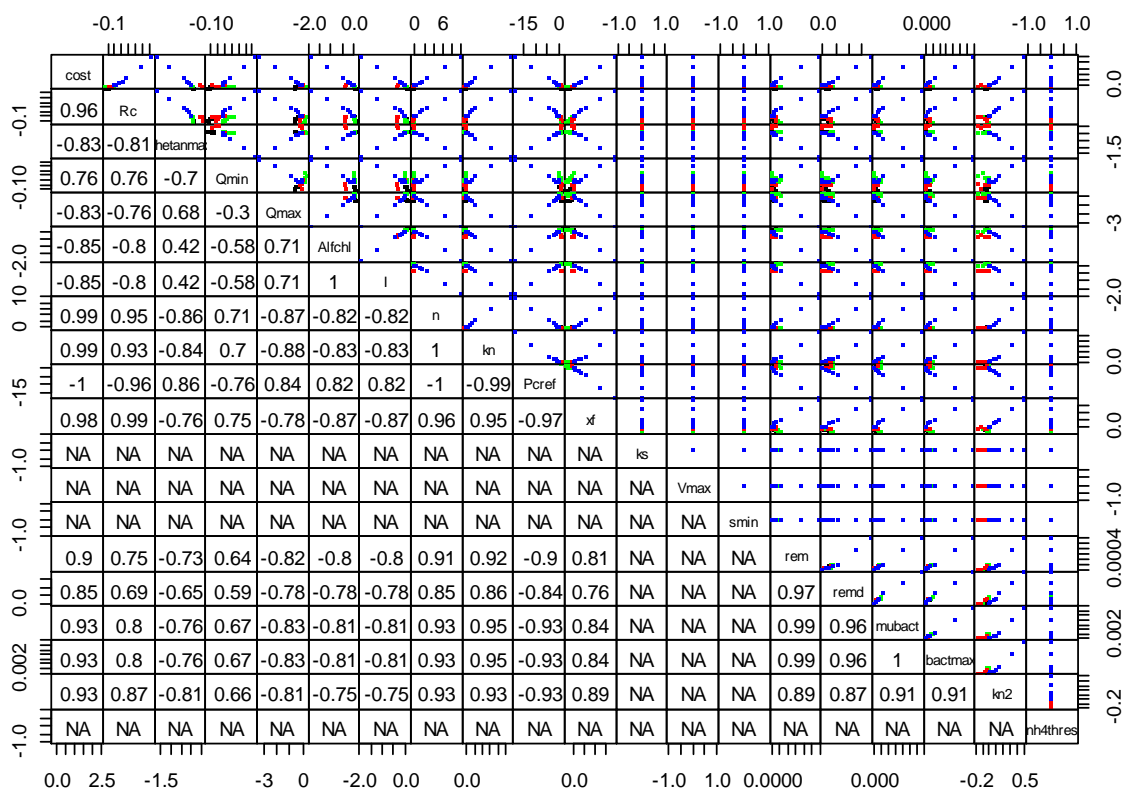 -0.1 -0.10 -2.0 0.0 0 6 -15 0 -1.0 1.0 -1.0 1.0 0.0 0.0000 -1.0 1.0
cost 0.0
-0.1 0.96 Rc
-0.83 -0.81 hetanma -1.5
-0.10 0.76 0.76 -0.7 Qmin
-0.83 -0.76 0.68 -0.3 Qmax -3
-2.0 -0.85 -0.8 0.42 -0.58 0.71 Alfchl
-0.85 -0.8 0.42 -0.58 0.71 1 I -2.0
0 10 0.99 0.95 -0.86 0.71 -0.87 -0.82 -0.82 n
0.99 0.93 -0.84 0.7 -0.88 -0.83 -0.83 1 kn 0.0
-15 -1 -0.96 0.86 -0.76 0.84 0.82 0.82 -1 -0.99 Pcref
0.98 0.99 -0.76 0.75 -0.78 -0.87 -0.87 0.96 0.95 -0.97 xf 0.0
-1.0 NA NA NA NA NA NA NA NA NA NA NA ks
NA NA NA NA NA NA NA NA NA NA NA NA Vmax -1.0
-1.0 NA NA NA NA NA NA NA NA NA NA NA NA NA smin
0.9 0.75 -0.73 0.64 -0.82 -0.8 -0.8 0.91 0.92 -0.9 0.81 NA NA NA rem 0.0004
0.0 0.85 0.69 -0.65 0.59 -0.78 -0.78 -0.78 0.85 0.86 -0.84 0.76 NA NA NA 0.97 remd
0.93 0.8 -0.76 0.67 -0.83 -0.81 -0.81 0.93 0.95 -0.93 0.84 NA NA NA 0.99 0.96 mubact 0.002
0.002 0.93 0.8 -0.76 0.67 -0.83 -0.81 -0.81 0.93 0.95 -0.93 0.84 NA NA NA 0.99 0.96 1 bactmax
0.93 0.87 -0.81 0.66 -0.81 -0.75 -0.75 0.93 0.93 -0.93 0.89 NA NA NA 0.89 0.87 0.91 0.91 kn2 -0.2
-1.0 NA NA NA NA NA NA NA NA NA NA NA NA NA NA NA NA NA NA NA nh4thres
0.0 2.5 -1.5 -3 0 -2.0 0.0 0.0 0.0 -1.0 1.0 0.0000 0.000 -0.2 0.5